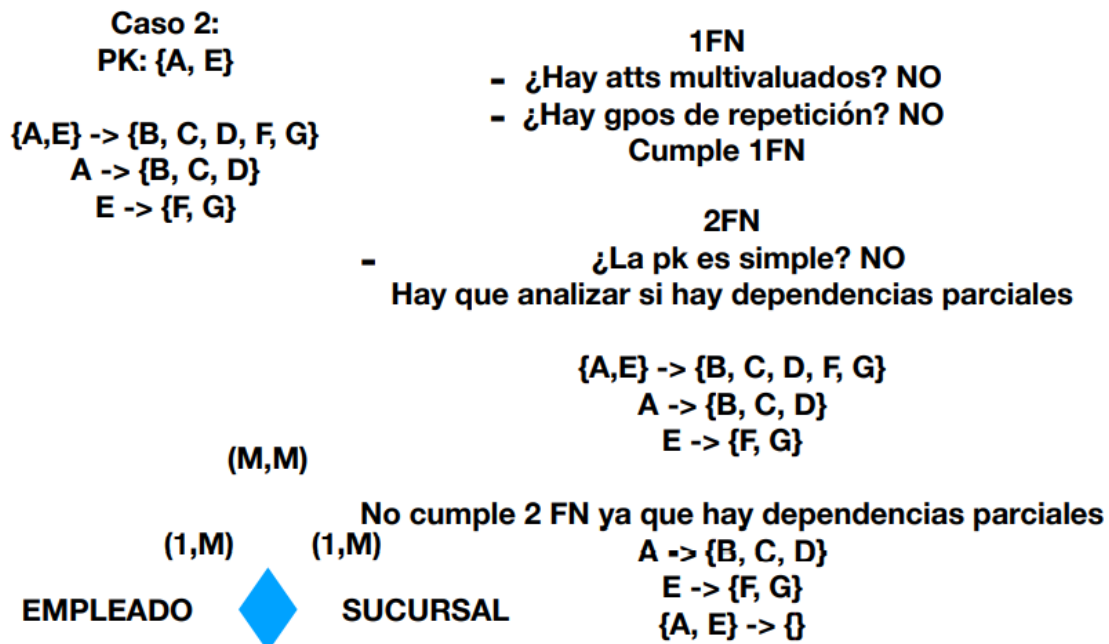 Caso 2:
PK: {A, E}
{A,E} -> {B, C, D, F, G}
A -> {B, C, D}
E -> {F, G}
1FN
- ¿Hay atts multivaluados? NO
- ¿Hay gpos de repetición? NO
Cumple 1FN
2FN
- ¿La pk es simple? NO
Hay que analizar si hay dependencias parciales
{A,E} -> {B, C, D, F, G}
A -> {B, C, D}
E -> {F, G}
No cumple 2 FN ya que hay dependencias parciales
A -> {B, C, D}
E -> {F, G}
{A, E} -> {}
(M,M)
(1,M) (1,M)
EMPLEADO SUCURSAL